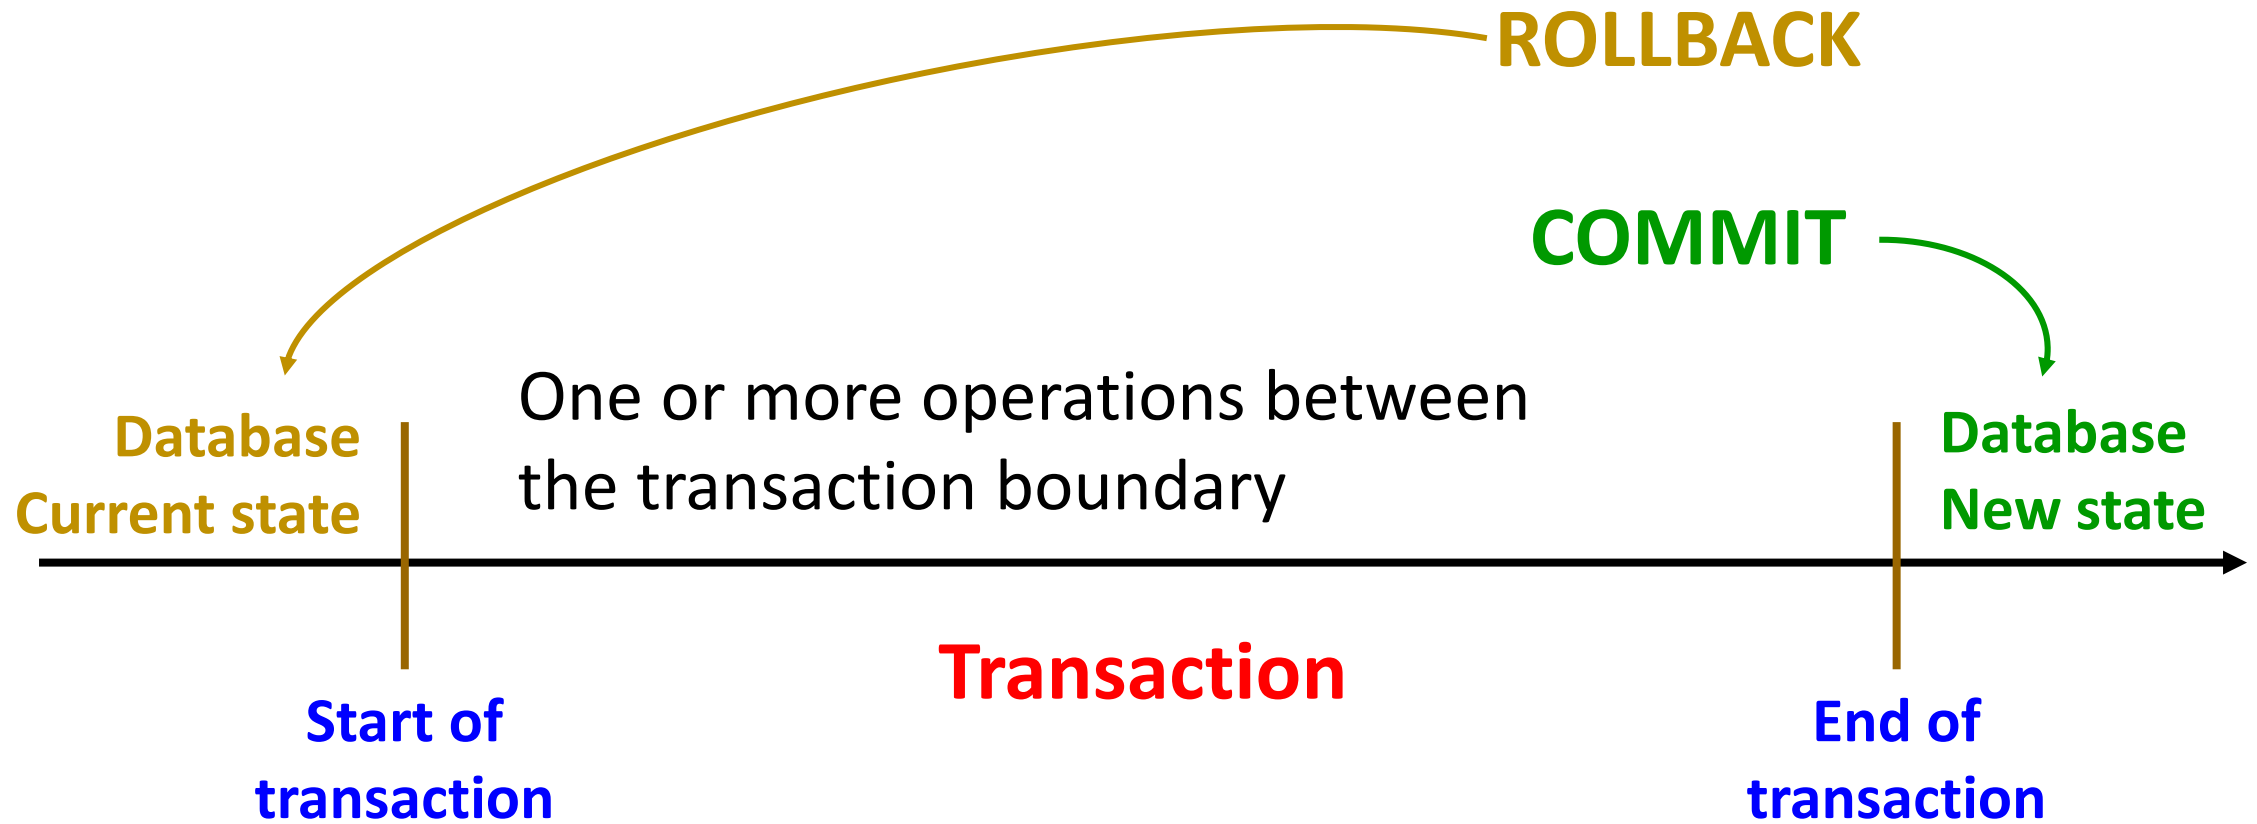 ROLLBACK
COMMIT
One or more operations between
the transaction boundary
Database
Current state
Database
New state
Transaction
Start of
transaction
End of
transaction